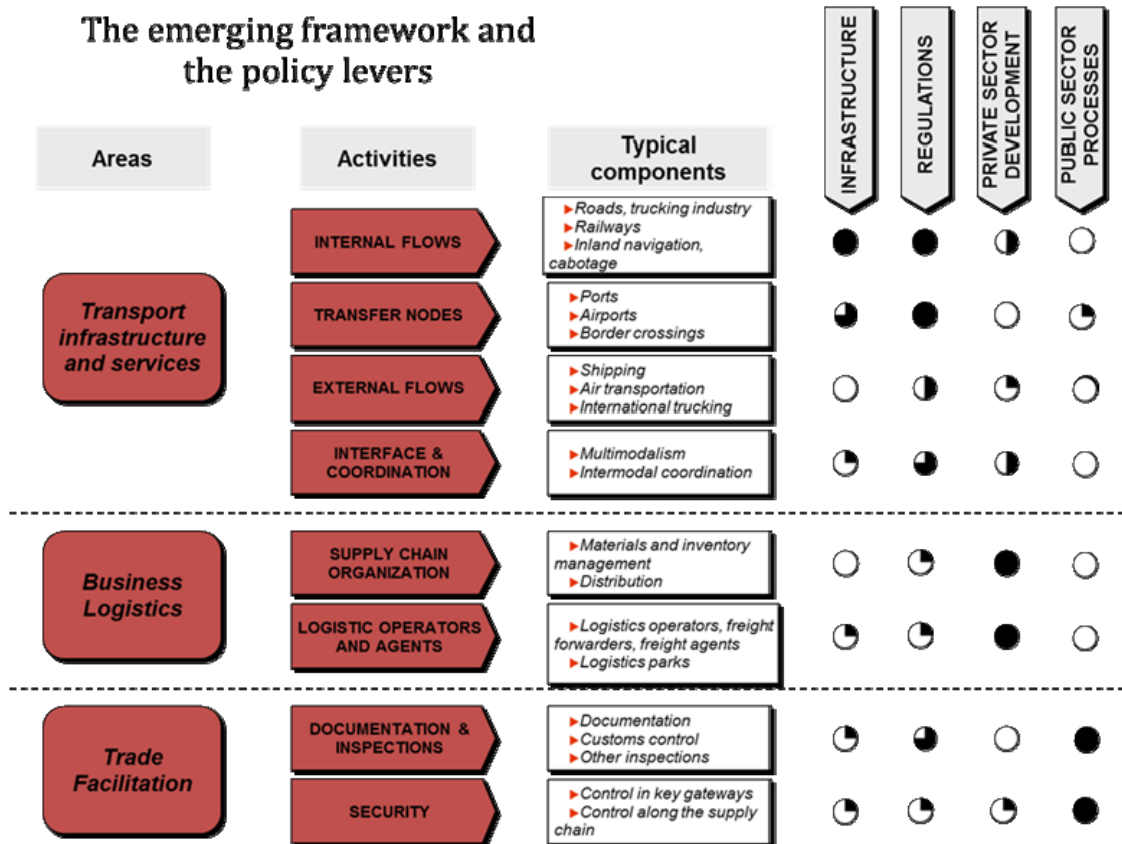 The emerging framework and
the policy levers
INFRASTRUCTURE
REGULATIONS
PRIVATE SECTOR
DEVELOPMENT
PUBLIC SECTOR
PROCESSES
Areas
Activities
Typical
components
Transport
infrastructure
and services
INTERNAL FLOWS
Roads, trucking industry
Railways
Inland navigation,
cabotage
TRANSFER NODES
Ports
Airports
Border crossings
EXTERNAL FLOWS
Shipping
Air transportation
International trucking
INTERFACE &
COORDINATION
Multimodalism
Intermodal coordination
Business
Logistics
SUPPLY CHAIN
ORGANIZATION
Materials and inventory
management
Distribution
LOGISTIC OPERATORS
AND AGENTS
Logistics operators, freight
forwarders, freight agents
Logistics parks
Trade
Facilitation
DOCUMENTATION &
INSPECTIONS
Documentation
Customs control
Other inspections
SECURITY
Control in key gateways
Control along the supply
chain